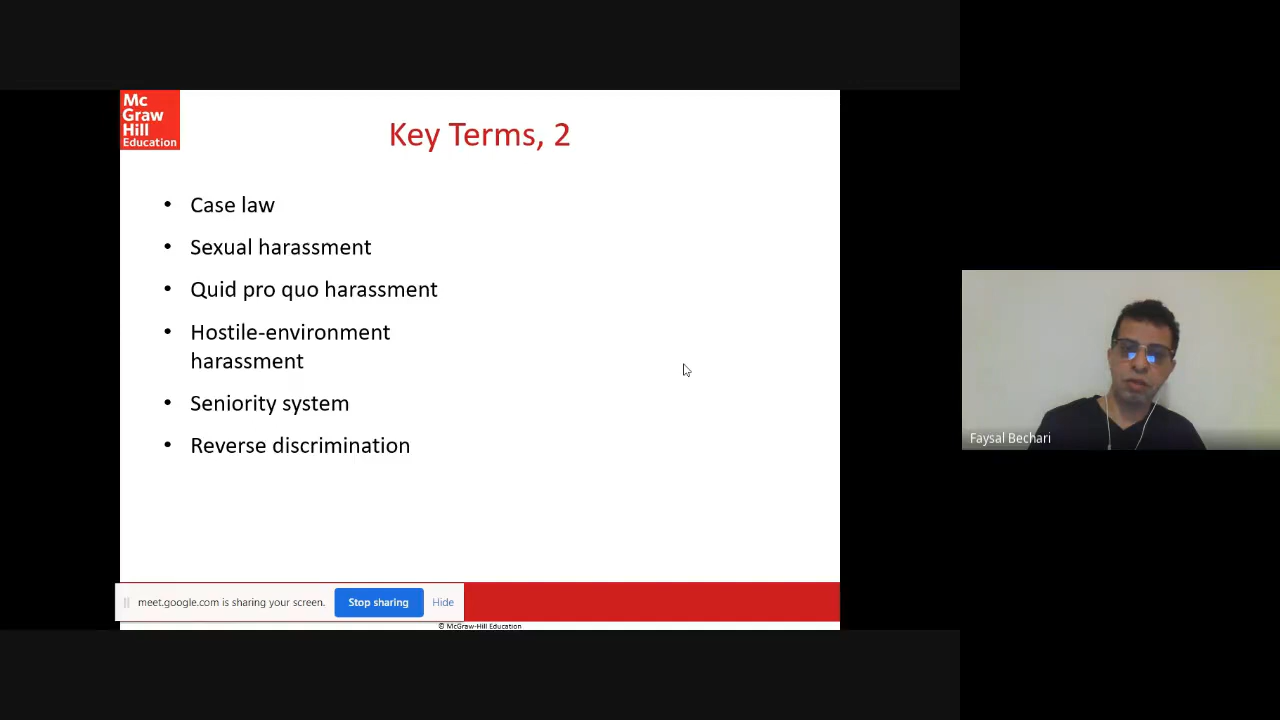 Mc
Graw
Hill
Education
Key Terms, 2
• Case law
• Sexual harassment
• Quid pro quo harassment
• Hostile-environment
harassment
• Seniority system
• Reverse discrimination
Faysal Bechari
meet.google.com is sharing your screen. Stop sharing Hide
© McGraw-Hill Education